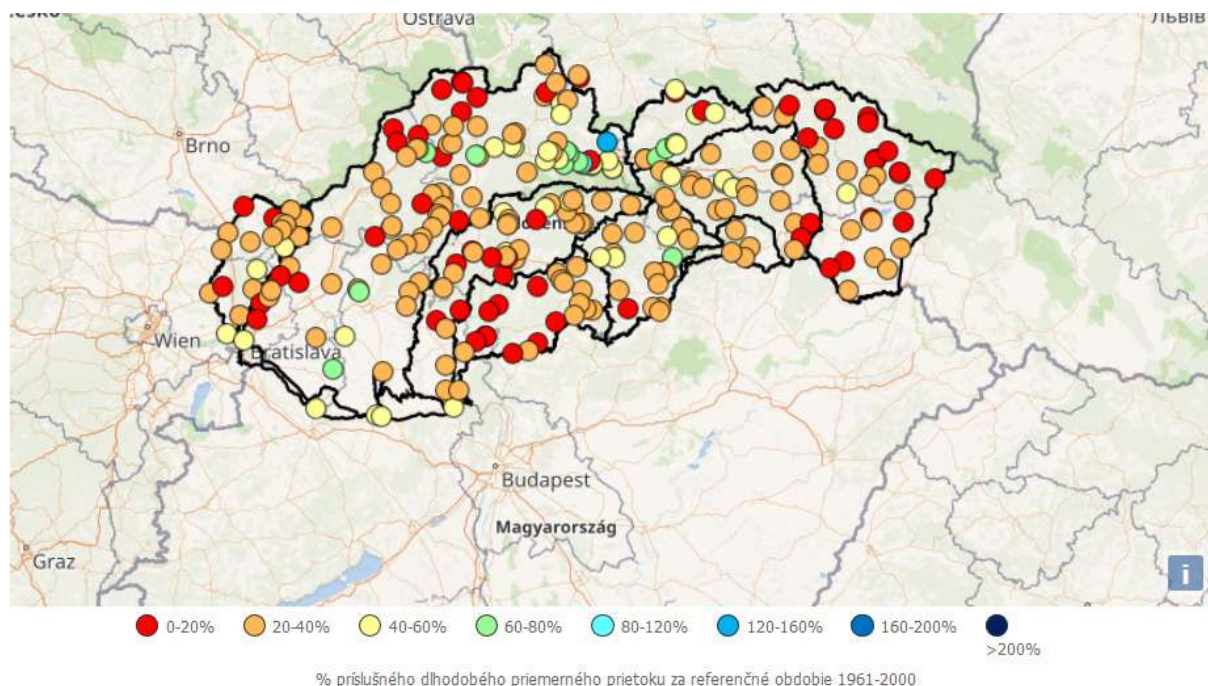 Ostrava
Львів
Brno
Wien
Bratislava
Budapest
Magyarország
Graz
i
0-20%
20-40%
40-60%
60-80%
80-120%
120-160%
160-200%
>200%
% príslušného dlhodobého priemerného prietoku za referenčné obdobie 1961-2000